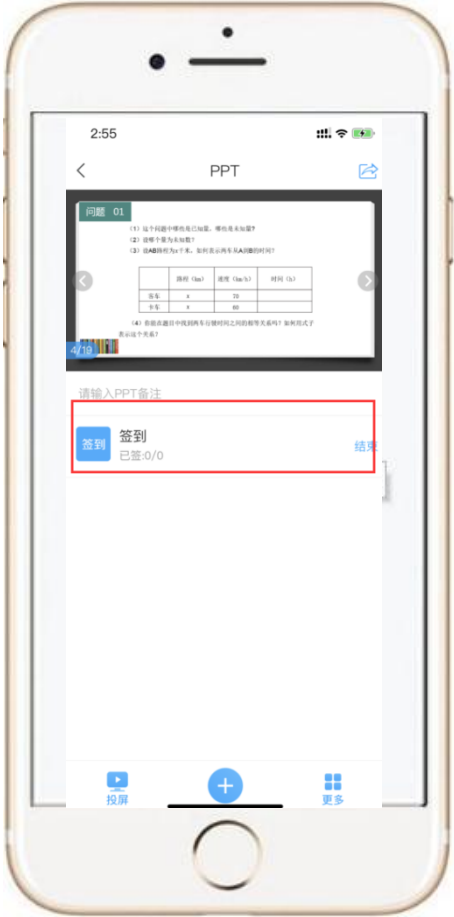 2:55
PPT
问题 01
(1) 这个问题中哪些是已知量,哪些是未知量?
(2) 设哪个量为未知数?
(3) 设AB路程为x千米,如何表示两车从A到B的时间?
路程 (km) 速度 (km/h) 时间 (h)
客车 x 70
卡车 x 60
(4) 你能在题目中找到两车行驶时间之间的相等关系吗?如何用式子
表示这个关系?
4/19
请输入PPT备注
签到
签到
已签:0/0
结束
投屏
更多